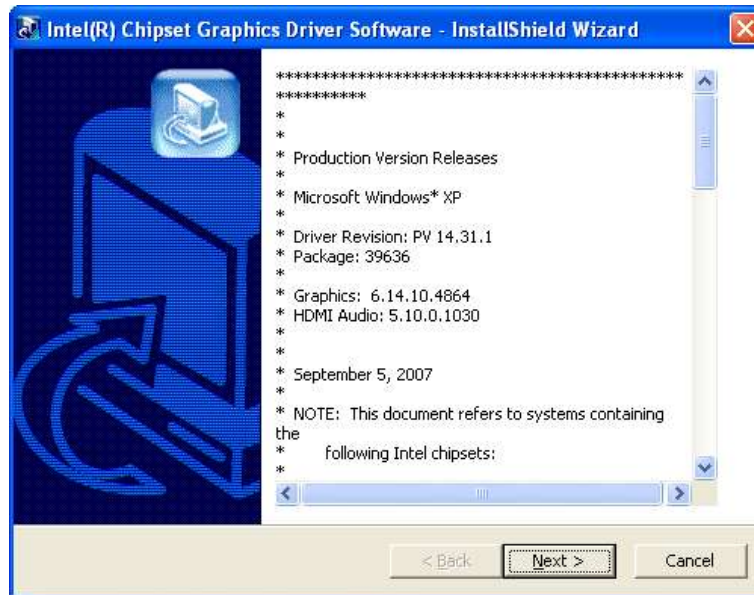 Intel(R) Chipset Graphics Driver Software - InstallShield Wizard
*********************************************
**********
*
*
* Production Version Releases
*
* Microsoft Windows* XP
*
* Driver Revision: PV 14.31.1
* Package: 39636
*
* Graphics: 6.14.10.4864
* HDMI Audio: 5.10.0.1030
*
*
* September 5, 2007
*
* NOTE: This document refers to systems containing
the
* following Intel chipsets:
*
< Back Next > Cancel